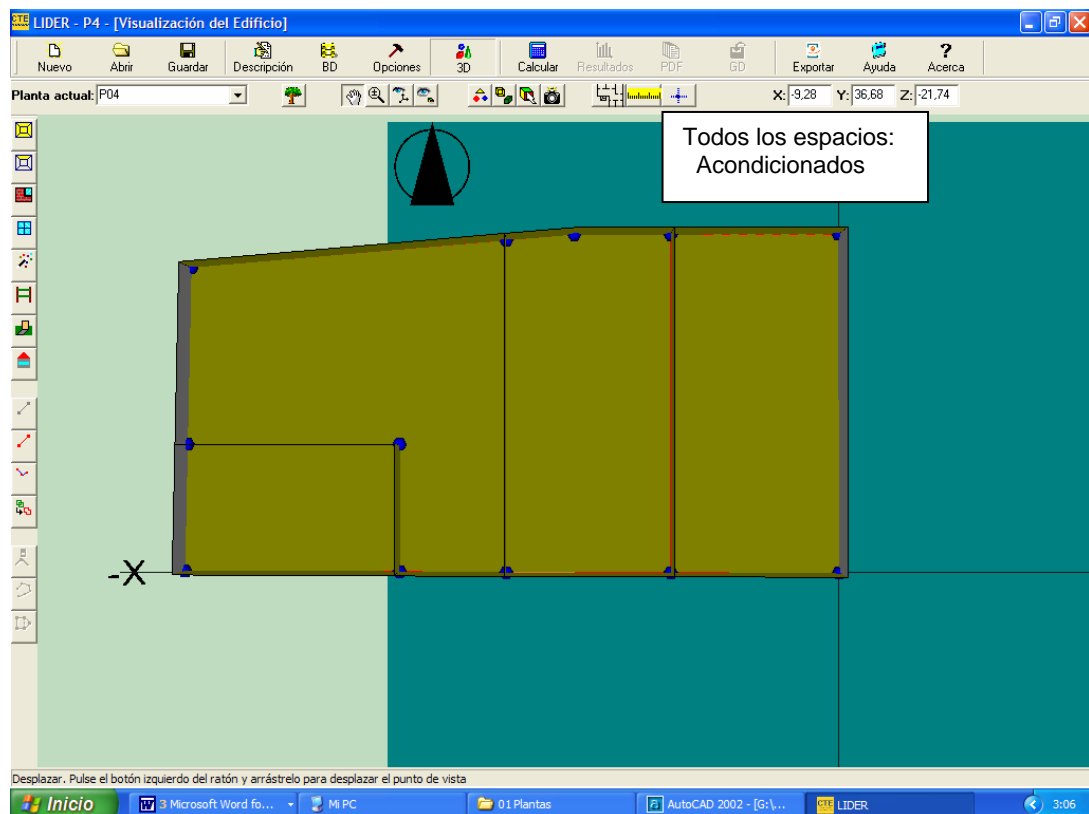 CTE LIDER - P4 - [Visualización del Edificio]
Nuevo Abrir Guardar Descripción BD Opciones 3D Calcular Resultados PDF GD Exportar Ayuda Acerca
Planta actual: P04 X: -9,28 Y: 36,68 Z: -21,74
Todos los espacios:
Acondicionados
-X
Desplazar. Pulse el botón izquierdo del ratón y arrástrelo para desplazar el punto de vista
Inicio 3 Microsoft Word fo... Mi PC 01 Plantas AutoCAD 2002 - [G:\... CTE LIDER 3:06